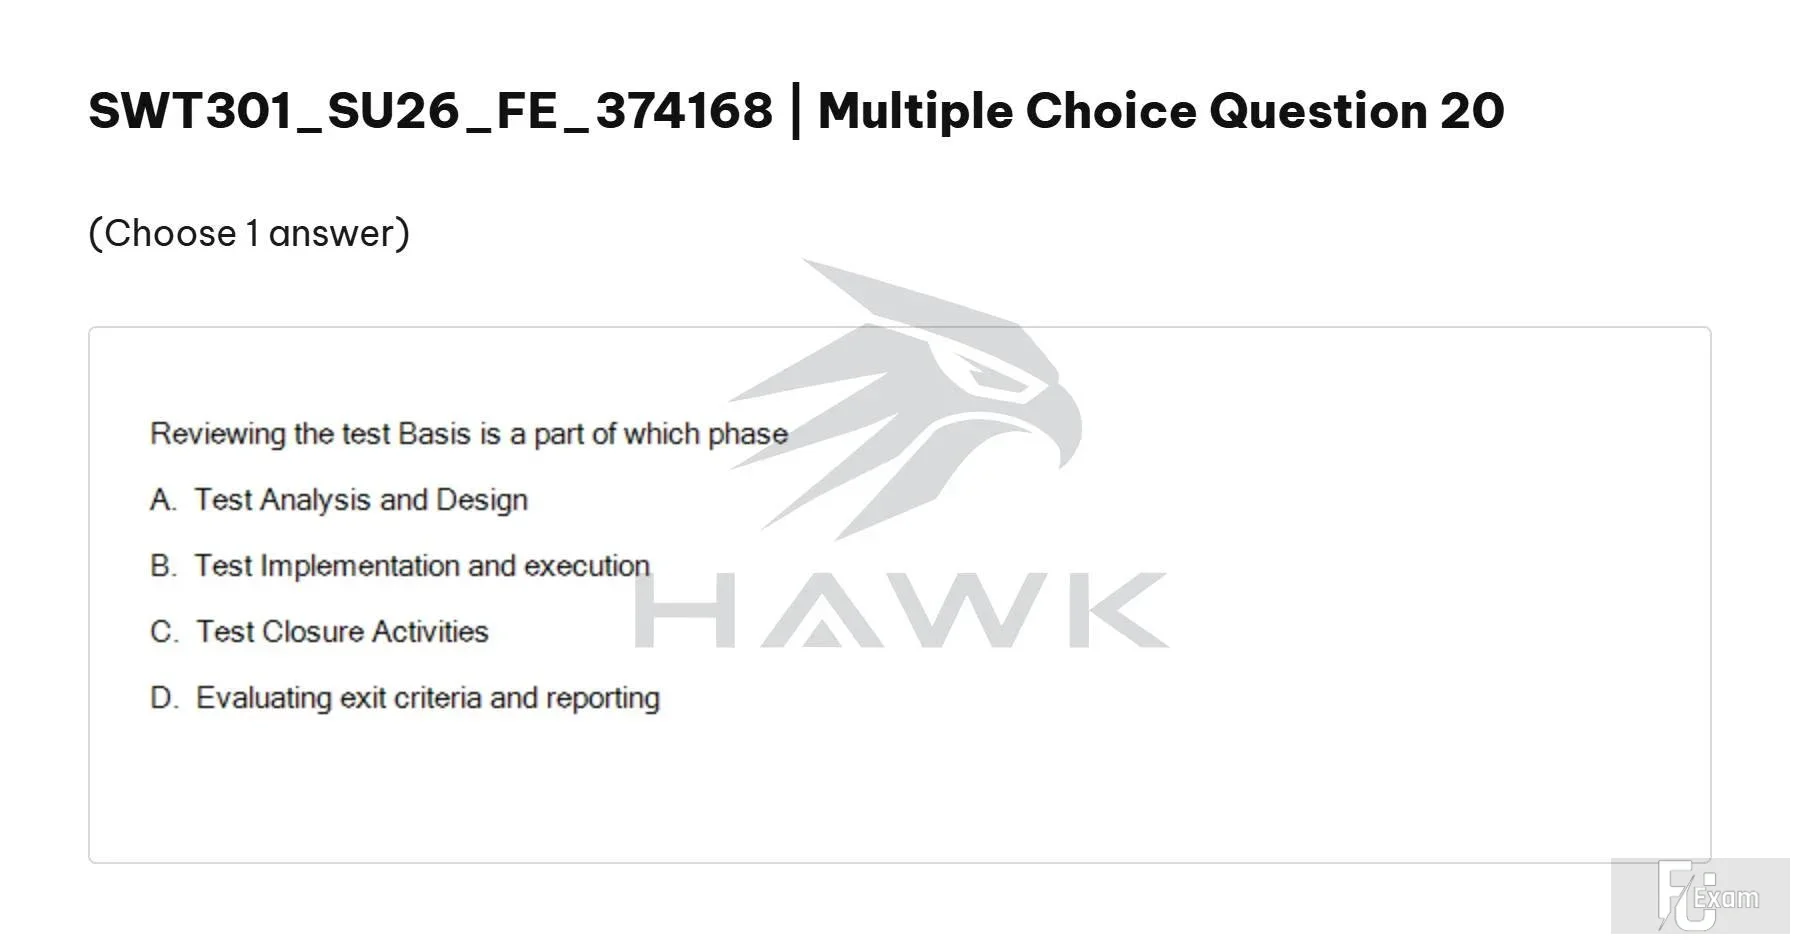 SWT301_SU26_FE_374168 | Multiple Choice Question 20
(Choose 1 answer)
Reviewing the test Basis is a part of which phase
A. Test Analysis and Design
B. Test Implementation and execution
C. Test Closure Activities
D. Evaluating exit criteria and reporting
HAWK
FU Exam